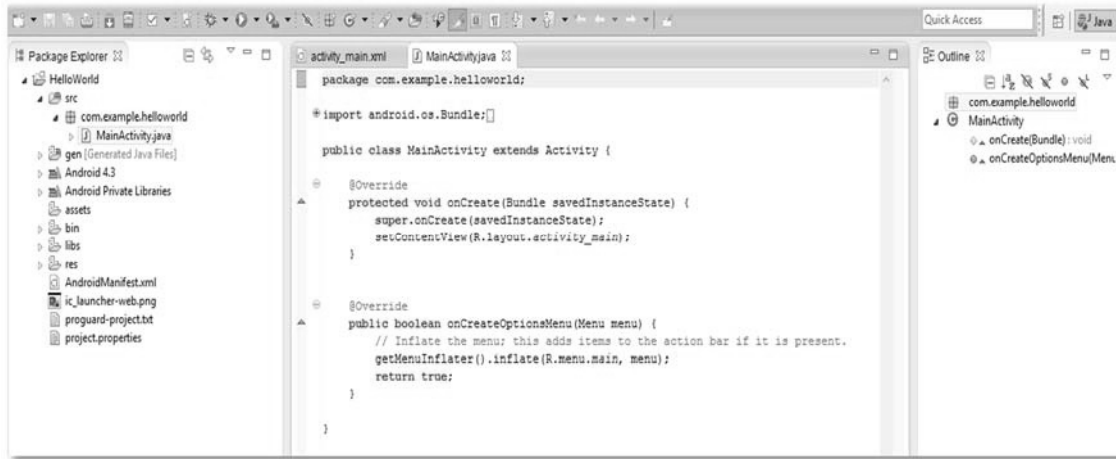 Quick Access
Java
Package Explorer
HelloWorld
src
com.example.helloworld
MainActivity.java
gen [Generated Java Files]
Android 4.3
Android Private Libraries
assets
bin
libs
res
AndroidManifest.xml
ic_launcher-web.png
proguard-project.txt
project.properties
activity_main.xml
MainActivity.java
package com.example.helloworld;
import android.os.Bundle;
public class MainActivity extends Activity {
@Override
protected void onCreate(Bundle savedInstanceState) {
super.onCreate(savedInstanceState);
setContentView(R.layout.activity_main);
}
@Override
public boolean onCreateOptionsMenu(Menu menu) {
// Inflate the menu; this adds items to the action bar if it is present.
getMenuInflater().inflate(R.menu.main, menu);
return true;
}
}
Outline
com.example.helloworld
MainActivity
onCreate(Bundle) : void
onCreateOptionsMenu(Menu